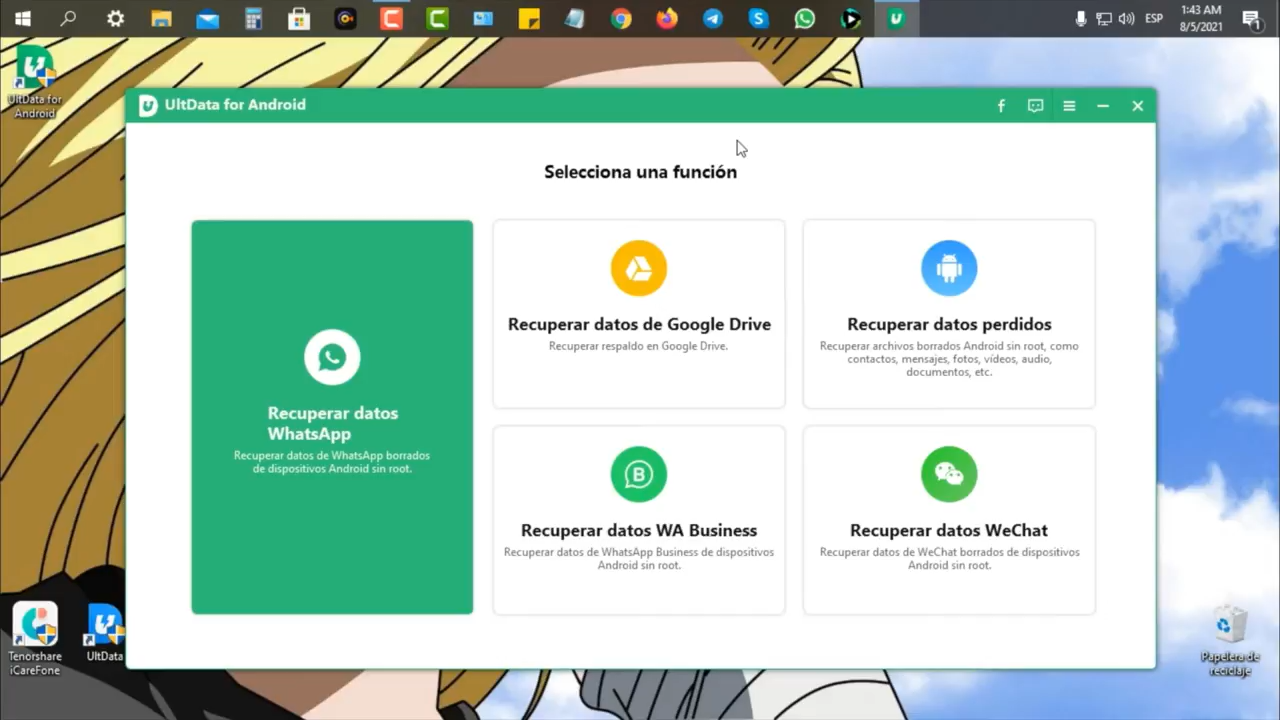 ESP
1:43 AM
8/5/2021
1
UltData for
Android
UltData for Android
Selecciona una función
Recuperar datos
WhatsApp
Recuperar datos de WhatsApp borrados
de dispositivos Android sin root.
Recuperar datos de Google Drive
Recuperar respaldo en Google Drive.
Recuperar datos perdidos
Recuperar archivos borrados Android sin root, como
contactos, mensajes, fotos, vídeos, audio,
documentos, etc.
Recuperar datos WA Business
Recuperar datos de WhatsApp Business de dispositivos
Android sin root.
Recuperar datos WeChat
Recuperar datos de WeChat borrados de dispositivos
Android sin root.
Tenorshare
iCareFone
UltData
Papelera de
reciclaje